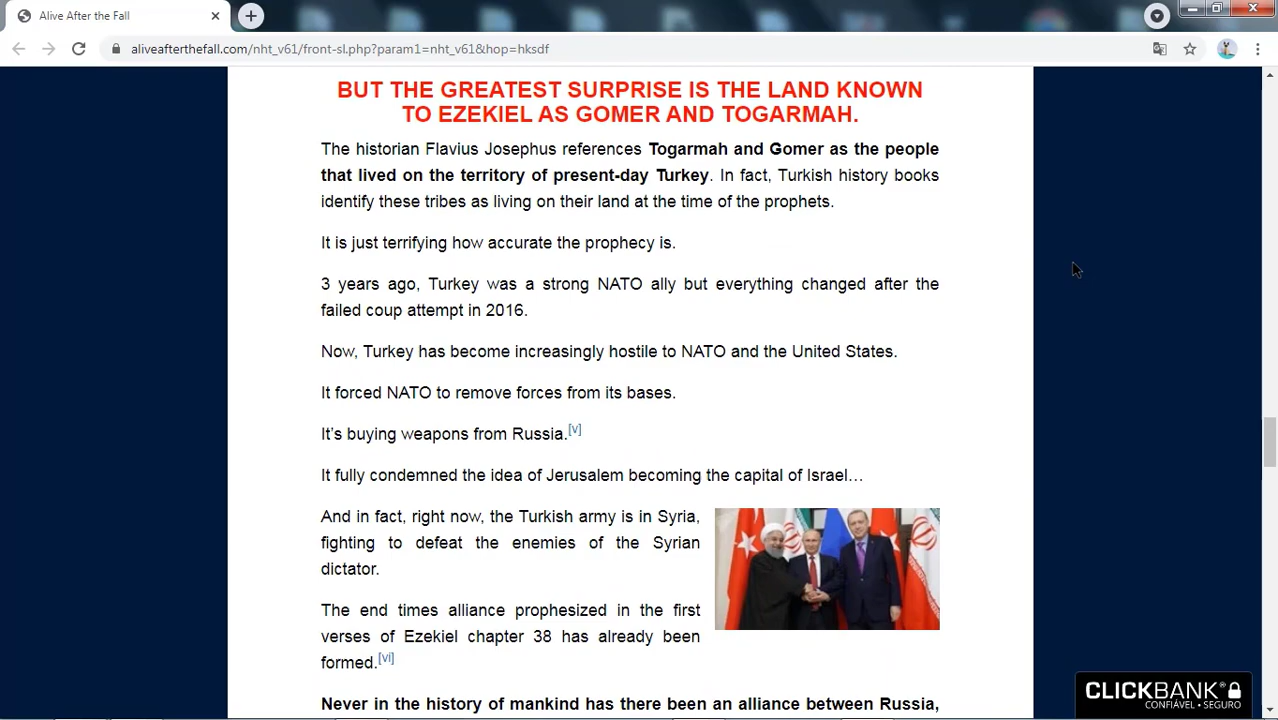 Alive After the Fall
aliveafterthefall.com/nht_v61/front-sl.php?param1=nht_v61&hop=hksdf
BUT THE GREATEST SURPRISE IS THE LAND KNOWN
TO EZEKIEL AS GOMER AND TOGARMAH.
The historian Flavius Josephus references Togarmah and Gomer as the people
that lived on the territory of present-day Turkey. In fact, Turkish history books
identify these tribes as living on their land at the time of the prophets.
It is just terrifying how accurate the prophecy is.
3 years ago, Turkey was a strong NATO ally but everything changed after the
failed coup attempt in 2016.
Now, Turkey has become increasingly hostile to NATO and the United States.
It forced NATO to remove forces from its bases.
It's buying weapons from Russia.[v]
It fully condemned the idea of Jerusalem becoming the capital of Israel…
And in fact, right now, the Turkish army is in Syria,
fighting to defeat the enemies of the Syrian
dictator.
The end times alliance prophesized in the first
verses of Ezekiel chapter 38 has already been
formed.[vi]
Never in the history of mankind has there been an alliance between Russia,
CLICKBANK®
CONFIÁVEL • SEGURO